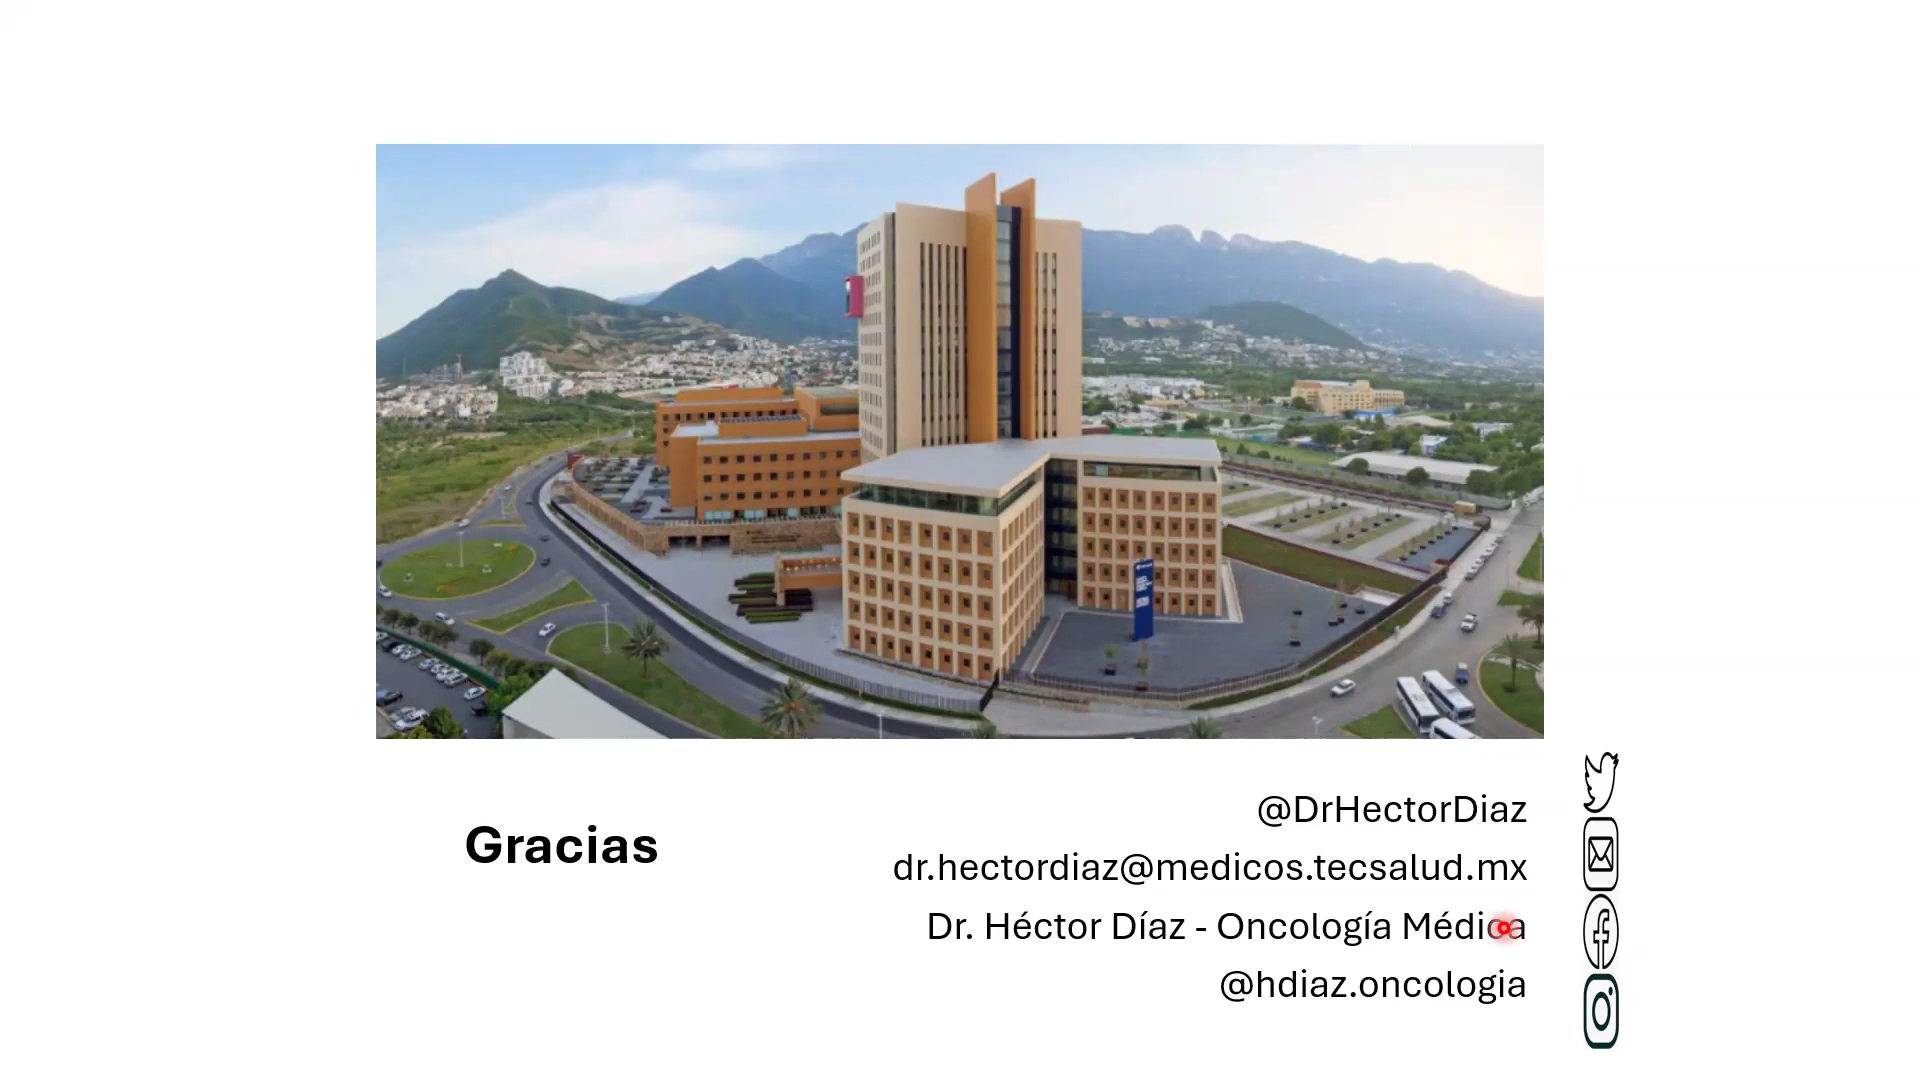 Gracias
@DrHectorDiaz
dr.hectordiaz@medicos.tecsalud.mx
Dr. Héctor Díaz - Oncología Médica
@hdiaz.oncologia